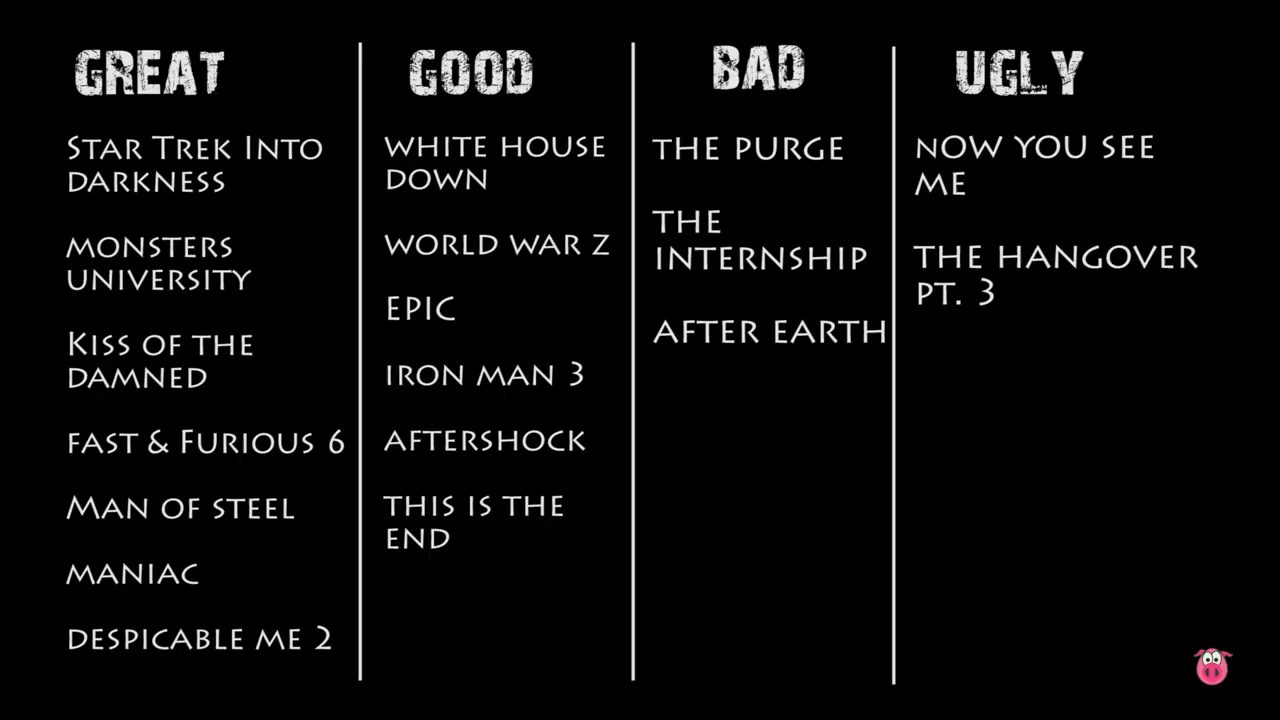 GREAT
Star Trek Into
Darkness
Monsters
University
Kiss of the
Damned
Fast & Furious 6
Man of Steel
Maniac
Despicable Me 2
GOOD
White House
Down
World War Z
Epic
Iron Man 3
Aftershock
This Is The
End
BAD
The Purge
The
Internship
After Earth
UGLY
Now You See
Me
The Hangover
Pt. 3